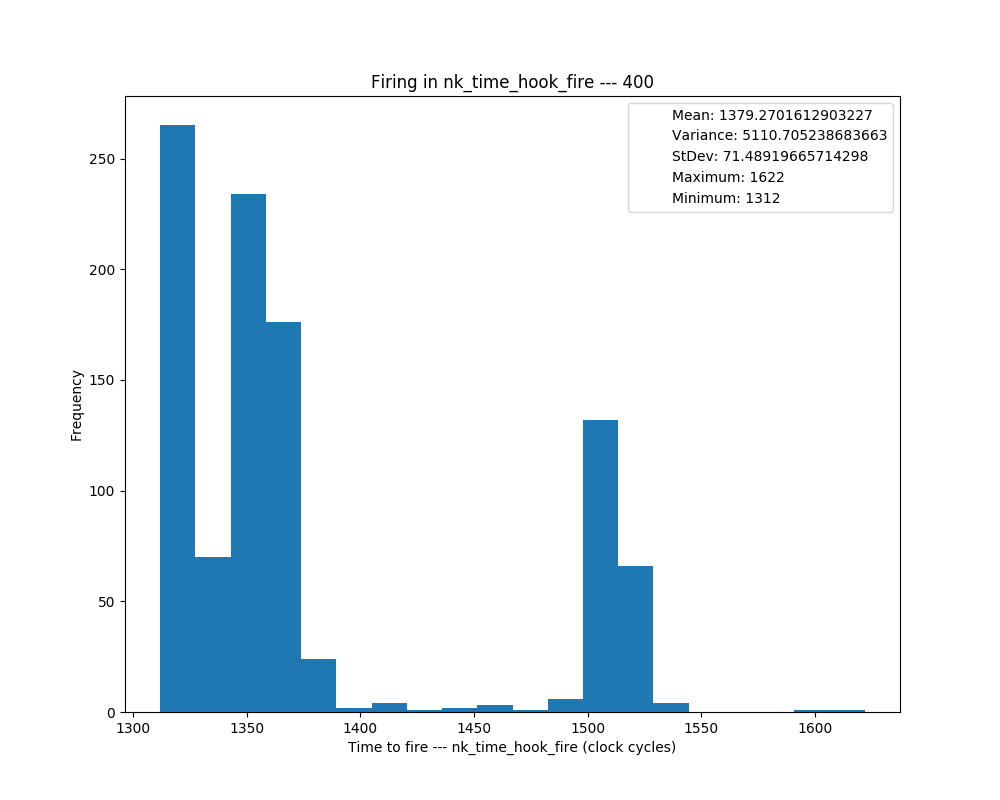 Firing in nk_time_hook_fire --- 400
Mean: 1379.2701612903227
Variance: 5110.705238683663
StDev: 71.48919665714298
Maximum: 1622
Minimum: 1312
Frequency
250
200
150
100
50
0
1300
1350
1400
1450
1500
1550
1600
Time to fire --- nk_time_hook_fire (clock cycles)